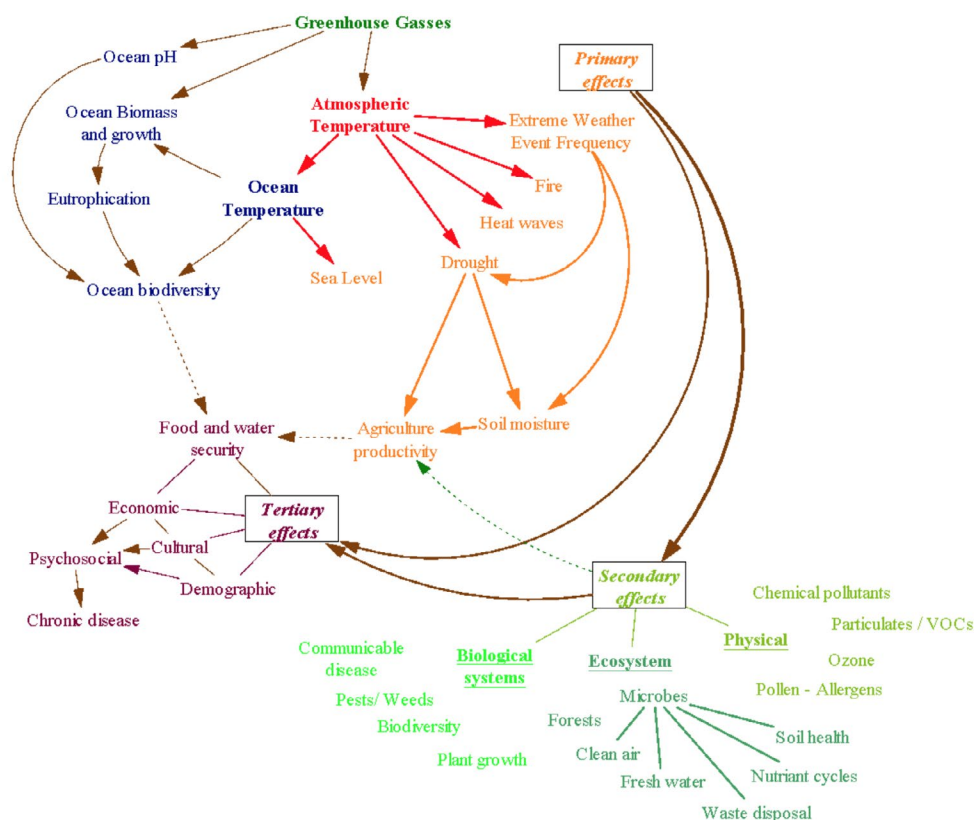 Greenhouse Gasses
Ocean pH
Primary
effects
Ocean Biomass
and growth
Atmospheric
Temperature
Extreme Weather
Event Frequency
Eutrophication
Ocean
Temperature
Fire
Heat waves
Sea Level
Drought
Ocean biodiversity
Food and water
security
Agriculture
productivity
Soil moisture
Economic
Tertiary
effects
Cultural
Psychosocial
Demographic
Chronic disease
Secondary
effects
Chemical pollutants
Particulates / VOCs
Physical
Ozone
Pollen - Allergens
Communicable
disease
Biological
systems
Ecosystem
Pests/ Weeds
Biodiversity
Plant growth
Microbes
Forests
Clean air
Fresh water
Soil health
Nutriant cycles
Waste disposal